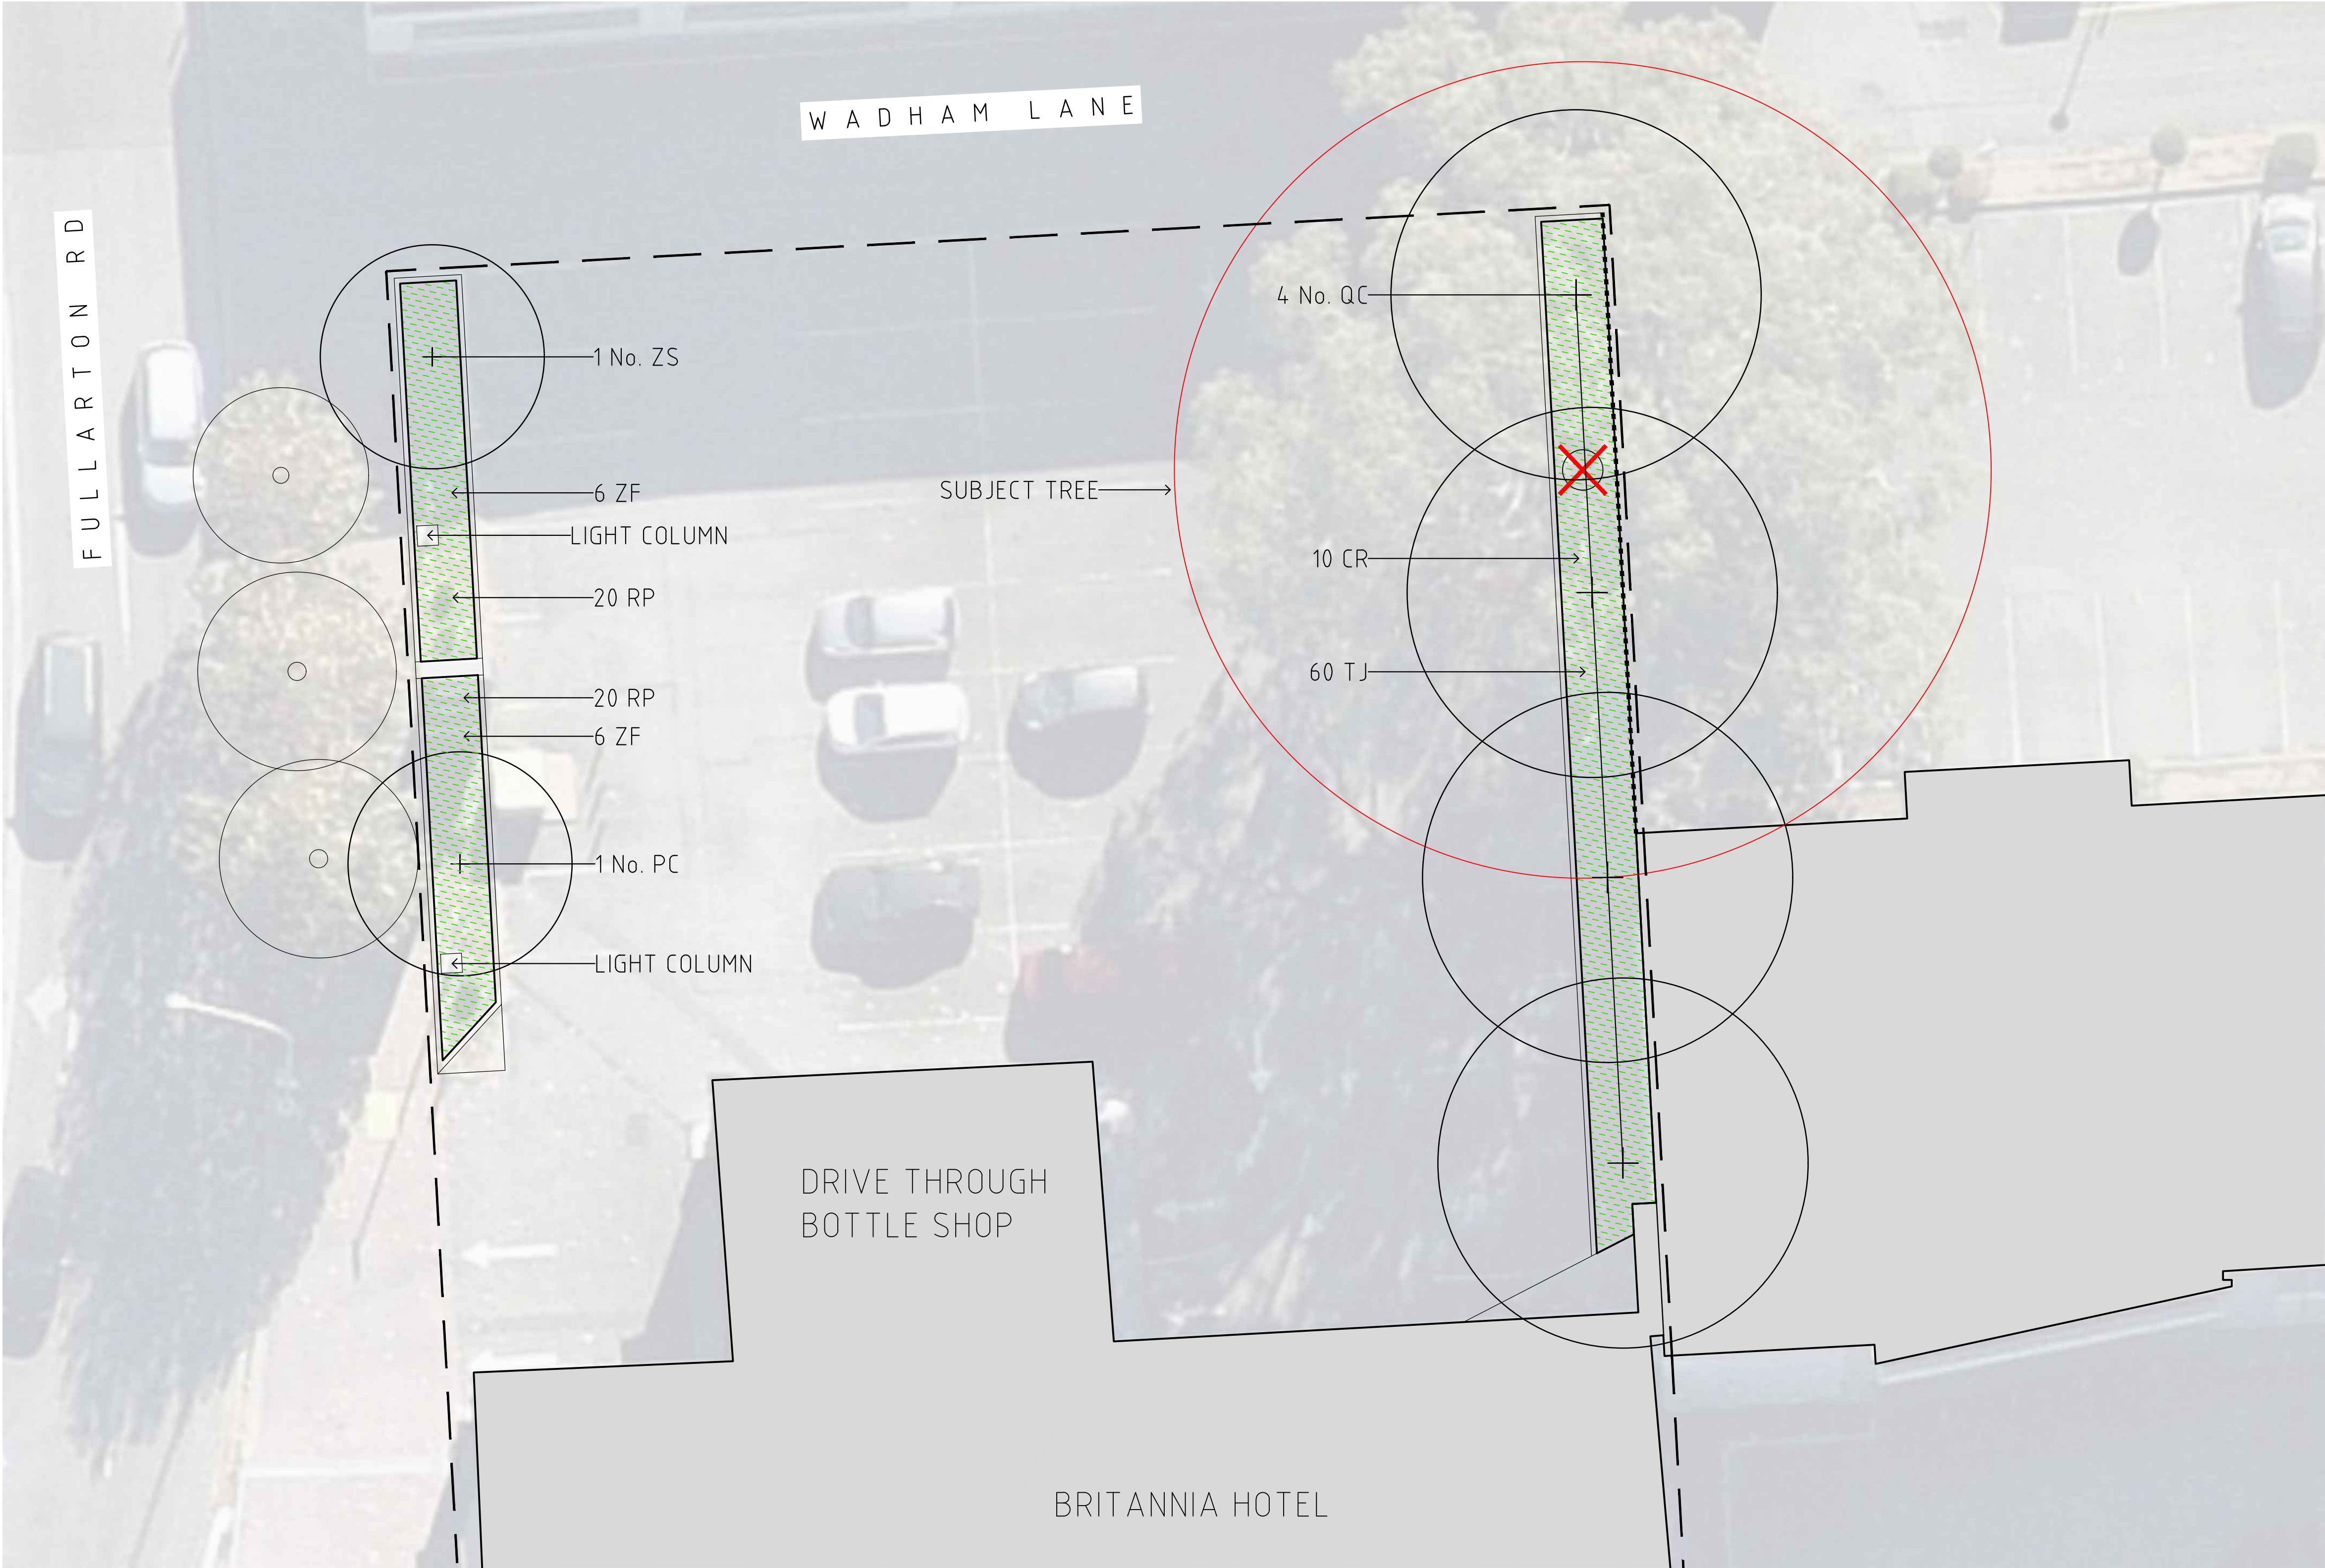 WADHAM LANE
FULLARTON RD
4 No. QC
1 No. ZS
SUBJECT TREE
6 ZF
LIGHT COLUMN
10 CR
20 RP
60 TJ
20 RP
6 ZF
1 No. PC
LIGHT COLUMN
DRIVE THROUGH
BOTTLE SHOP
BRITANNIA HOTEL